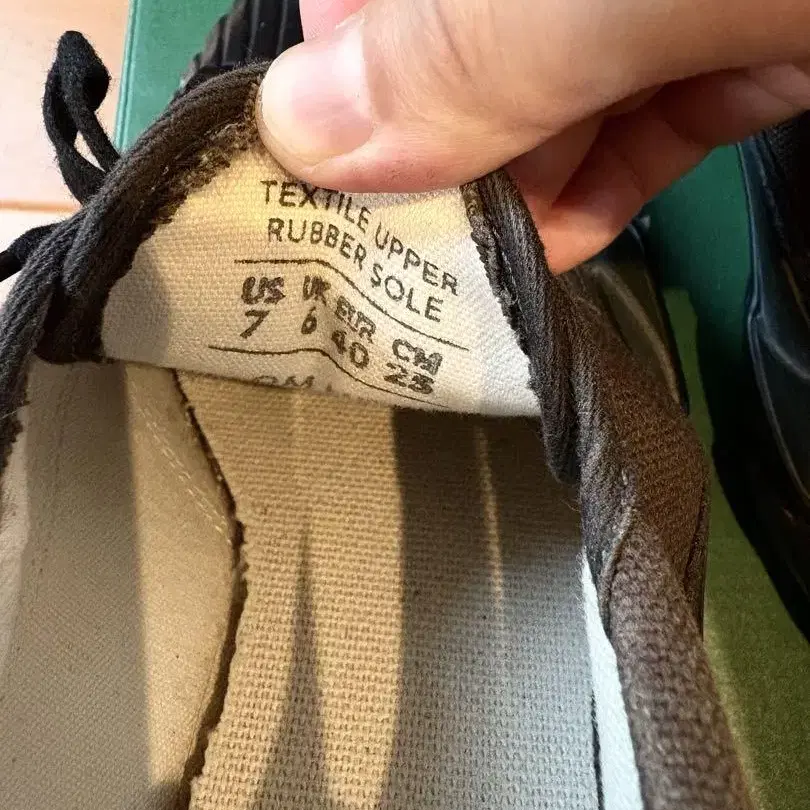 TEXTILE UPPER
RUBBER SOLE
US UK EUR CM
7 6 40 25